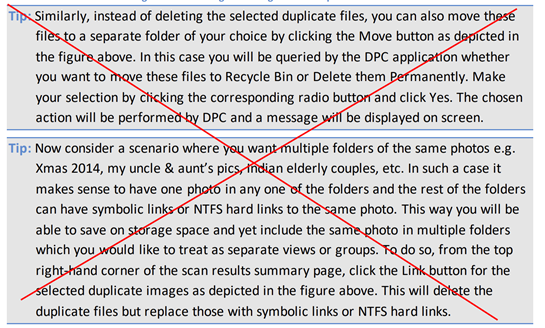 Tip: Similarly, instead of deleting the selected duplicate files, you can also move these
files to a separate folder of your choice by clicking the Move button as depicted in
the figure above. In this case you will be queried by the DPC application whether
you want to move these files to Recycle Bin or Delete them Permanently. Make
your selection by clicking the corresponding radio button and click Yes. The chosen
action will be performed by DPC and a message will be displayed on screen.
Tip: Now consider a scenario where you want multiple folders of the same photos e.g.
Xmas 2014, my uncle & aunt's pics, Indian elderly couples, etc. In such a case it
makes sense to have one photo in any one of the folders and the rest of the folders
can have symbolic links or NTFS hard links to the same photo. This way you will be
able to save on storage space and yet include the same photo in multiple folders
which you would like to treat as separate views or groups. To do so, from the top
right-hand corner of the scan results summary page, click the Link button for the
selected duplicate images as depicted in the figure above. This will delete the
duplicate files but replace those with symbolic links or NTFS hard links.